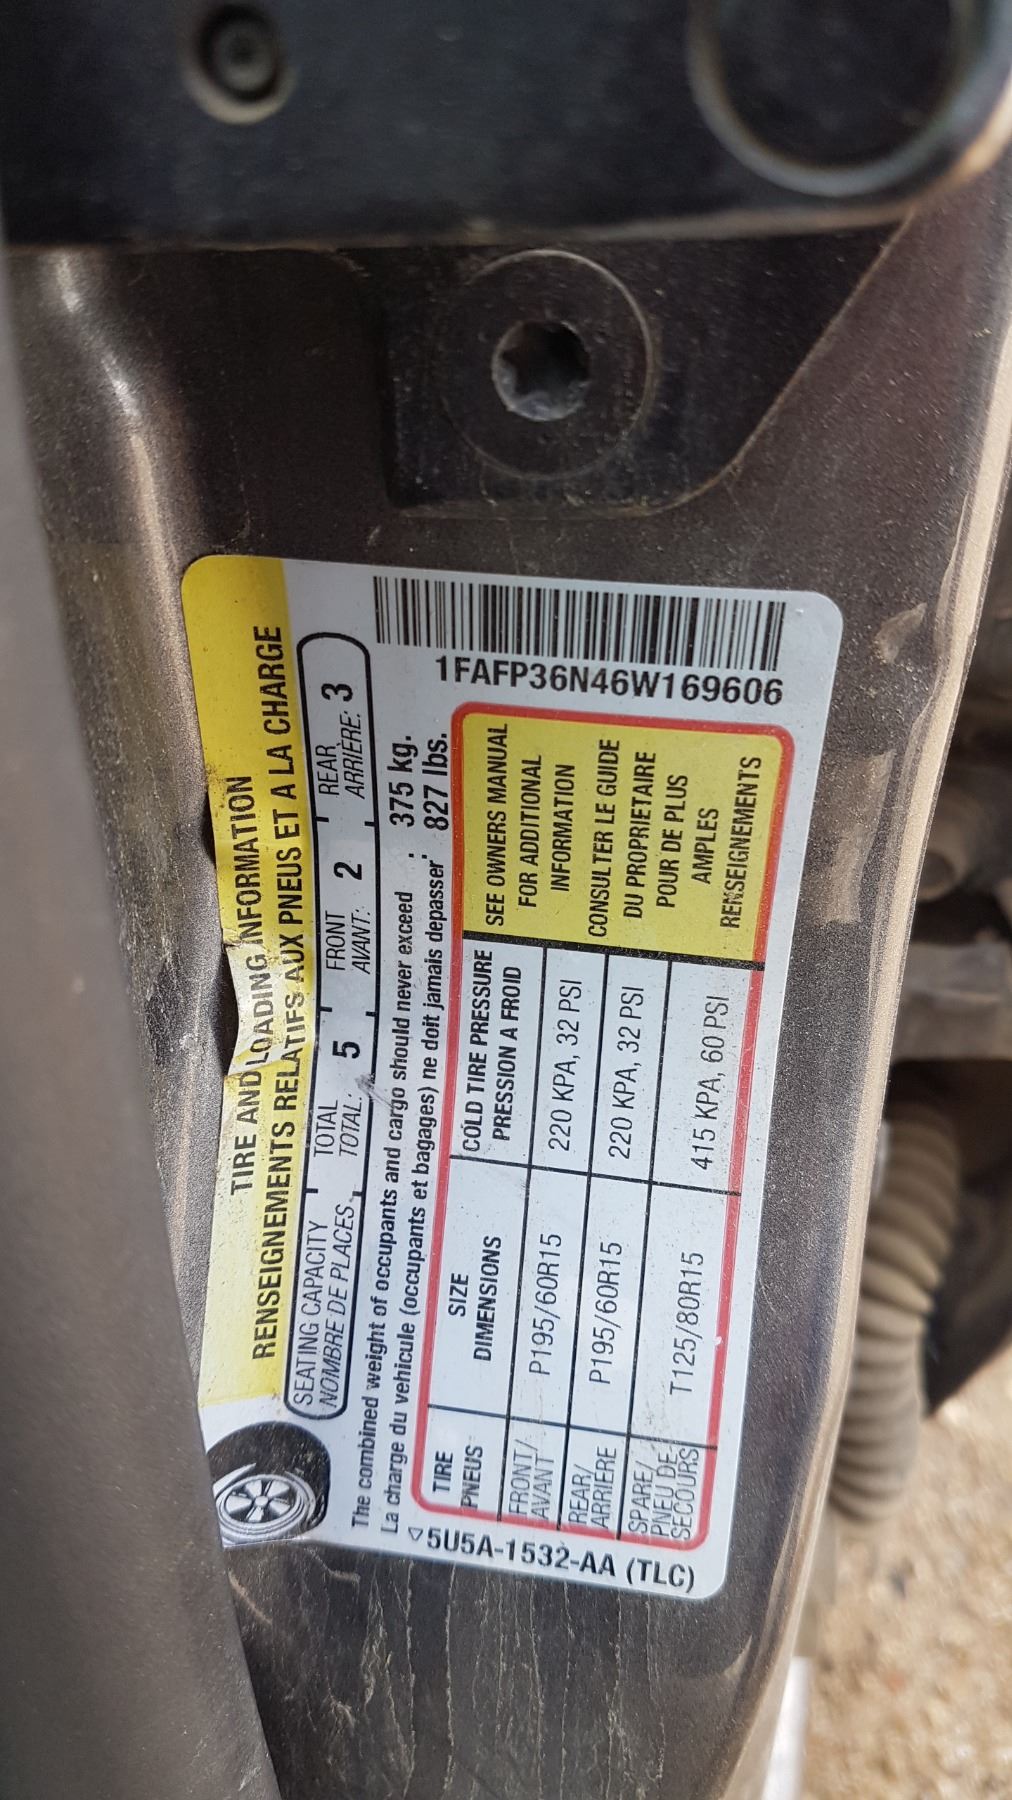 TIRE AND LOADING INFORMATION
RENSEIGNEMENTS RELATIFS AUX PNEUS ET A LA CHARGE
SEATING CAPACITY TOTAL FRONT REAR
NOMBRE DE PLACES TOTAL: 5 AVANT: 2 ARRIÈRE: 3
The combined weight of occupants and cargo should never exceed : 375 kg.
La charge du vehicule (occupants et bagages) ne doit jamais depasser : 827 lbs.
1FAFP36N46W169606
TIRE SIZE COLD TIRE PRESSURE
PNEUS DIMENSIONS PRESSION A FROID
FRONT/ AVANT P195/60R15 220 KPA, 32 PSI
REAR/ ARRIERE P195/60R15 220 KPA, 32 PSI
SPARE/ PNEU DE SECOURS T125/80R15 415 KPA, 60 PSI
SEE OWNERS MANUAL
FOR ADDITIONAL
INFORMATION
CONSULTER LE GUIDE
DU PROPRIETAIRE
POUR DE PLUS
AMPLES
RENSEIGNEMENTS
5U5A-1532-AA (TLC)